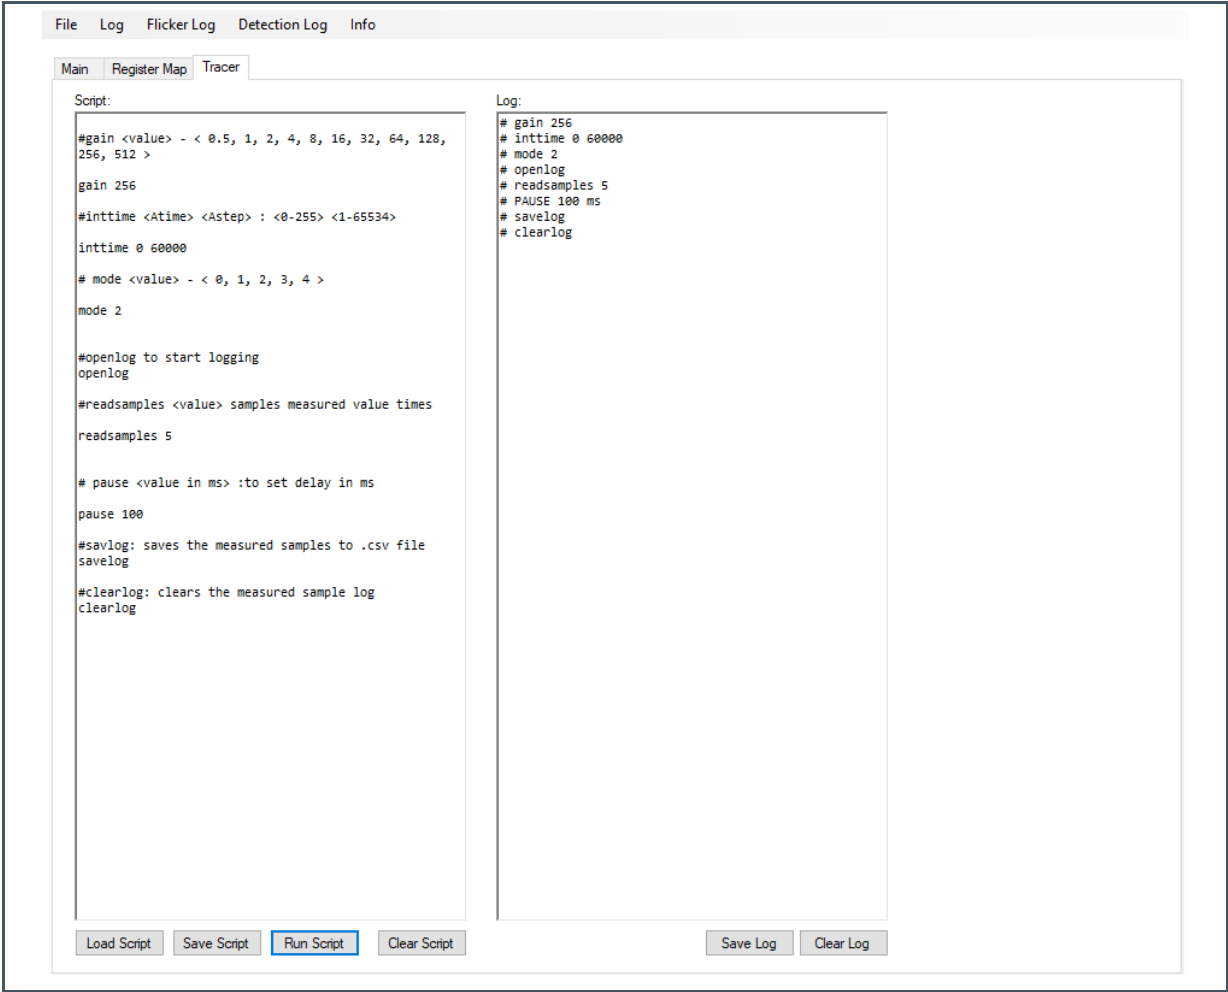 File Log Flicker Log Detection Log Info
Main Register Map Tracer
Script:
#gain <value> - < 0.5, 1, 2, 4, 8, 16, 32, 64, 128,
256, 512 >
gain 256
#inttime <Atime> <Astep> : <0-255> <1-65534>
inttime 0 60000
# mode <value> - < 0, 1, 2, 3, 4 >
mode 2
#openlog to start logging
openlog
#readsamples <value> samples measured value times
readsamples 5
# pause <value in ms> :to set delay in ms
pause 100
#savlog: saves the measured samples to .csv file
savelog
#clearlog: clears the measured sample log
clearlog
Load Script Save Script Run Script Clear Script
Log:
# gain 256
# inttime 0 60000
# mode 2
# openlog
# readsamples 5
# PAUSE 100 ms
# savelog
# clearlog
Save Log Clear Log